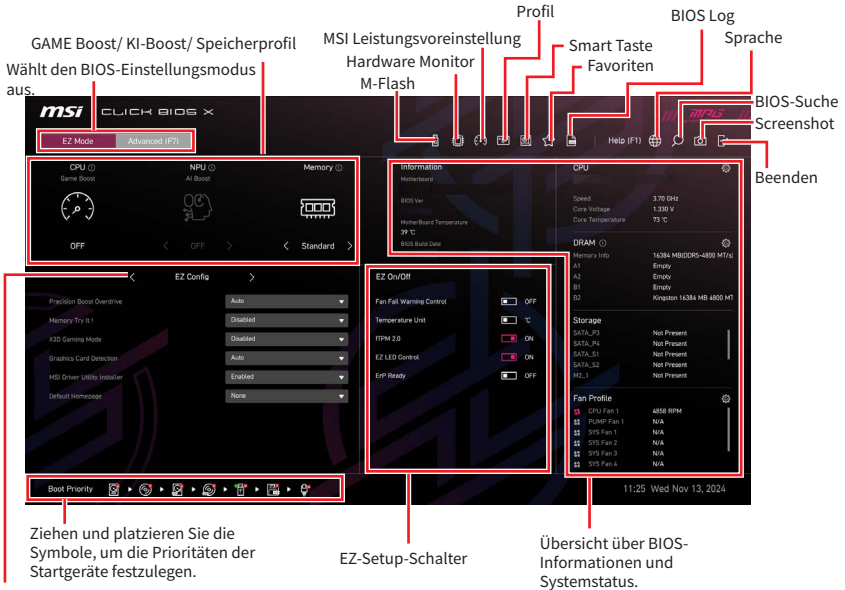 Profil
BIOS Log
GAME Boost/ KI-Boost/ Speicherprofil
MSI Leistungsvoreinstellung
Smart Taste
Sprache
Wählt den BIOS-Einstellungsmodus
aus.
Hardware Monitor
Favoriten
M-Flash
BIOS-Suche
Screenshot
Beenden
msi CLICK BIOS X
EZ Mode
Advanced (F7)
Help (F1)
CPU
Game Boost
OFF
NPU
AI Boost
< OFF >
Memory
< Standard >
Information
Motherboard
BIOS Ver
MotherBoard Temperature
39 °C
BIOS Build Date
CPU
Speed 3.70 GHz
Core Voltage 1.330 V
Core Temperature 73 °C
DRAM
Memory Info 16384 MB(DDR5-4800 MT/s)
A1 Empty
A2 Empty
B1 Empty
B2 Kingston 16384 MB 4800 MT
Storage
SATA_P3 Not Present
SATA_P4 Not Present
SATA_S1 Not Present
SATA_S2 Not Present
M2_1 Not Present
Fan Profile
CPU Fan 1 4858 RPM
PUMP Fan 1 N/A
SYS Fan 1 N/A
SYS Fan 2 N/A
SYS Fan 3 N/A
SYS Fan 4 N/A
< EZ Config >
Precision Boost Overdrive Auto
Memory Try It ! Disabled
X3D Gaming Mode Disabled
Graphics Card Detection Auto
MSI Driver Utility Installer Enabled
Default Homepage None
EZ On/Off
Fan Fail Warning Control OFF
Temperature Unit °C
fTPM 2.0 ON
EZ LED Control ON
ErP Ready OFF
Boot Priority
11:25 Wed Nov 13, 2024
Ziehen und platzieren Sie die
Symbole, um die Prioritäten der
Startgeräte festzulegen.
EZ-Setup-Schalter
Übersicht über BIOS-
Informationen und
Systemstatus.